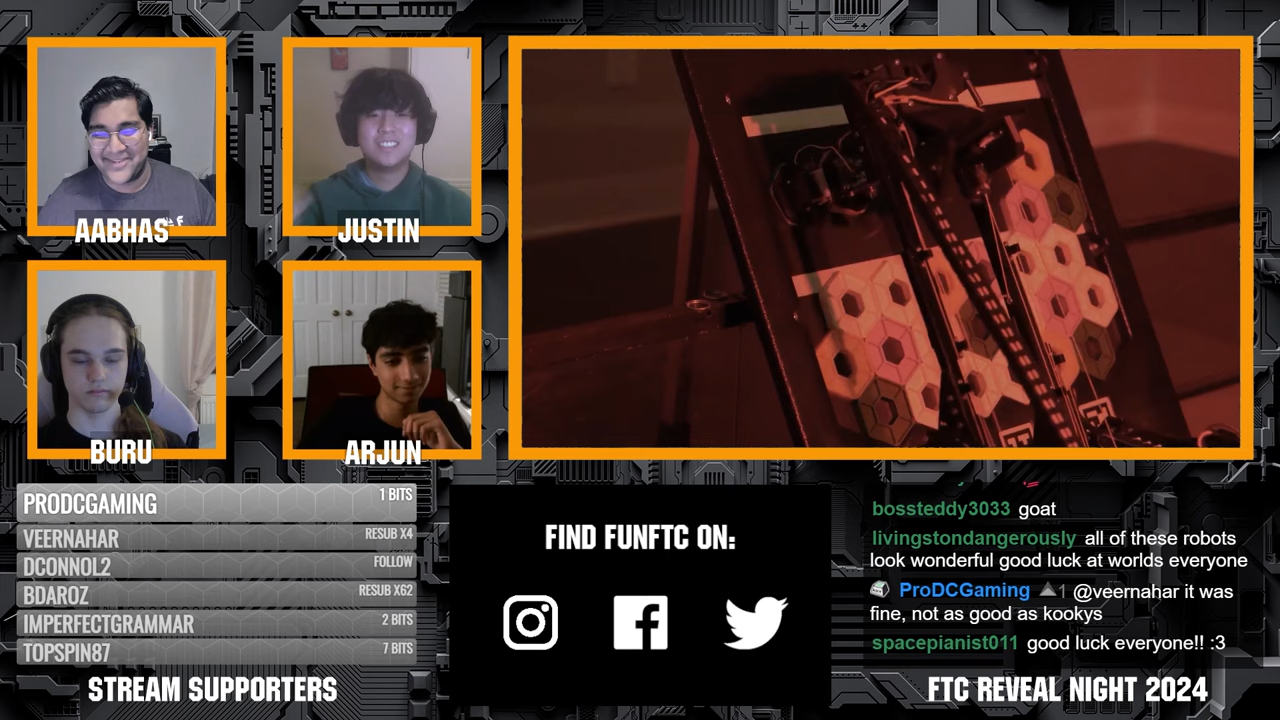 AABHAS
JUSTIN
BURU
ARJUN
PRODCGAMING 1 BITS
VEERNAHAR RESUB X4
DCONNOL2 FOLLOW
BDAROZ RESUB X62
IMPERFECTGRAMMAR 2 BITS
TOPSPIN87 7 BITS
STREAM SUPPORTERS
FIND FUNFTC ON:
bossteddy3033 goat
livingstondangerously all of these robots
look wonderful good luck at worlds everyone
ProDCGaming 1 @veernahar it was
fine, not as good as kookys
spacepianist011 good luck everyone!! :3
FTC REVEAL NIGHT 2024